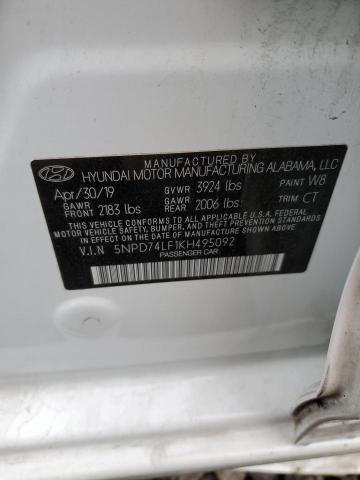 MANUFACTURED BY
HYUNDAI MOTOR MANUFACTURING ALABAMA, LLC
Apr/30/19 GVWR 3924 lbs PAINT W8
GAWR FRONT 2183 lbs GAWR REAR 2006 lbs TRIM CT
THIS VEHICLE CONFORMS TO ALL APPLICABLE U.S.A. FEDERAL
MOTOR VEHICLE SAFETY, BUMPER, AND THEFT PREVENTION
STANDARDS IN EFFECT ON THE DATE OF MANUFACTURE SHOWN ABOVE.
V.I.N 5NPD74LF1KH495092
PASSENGER CAR